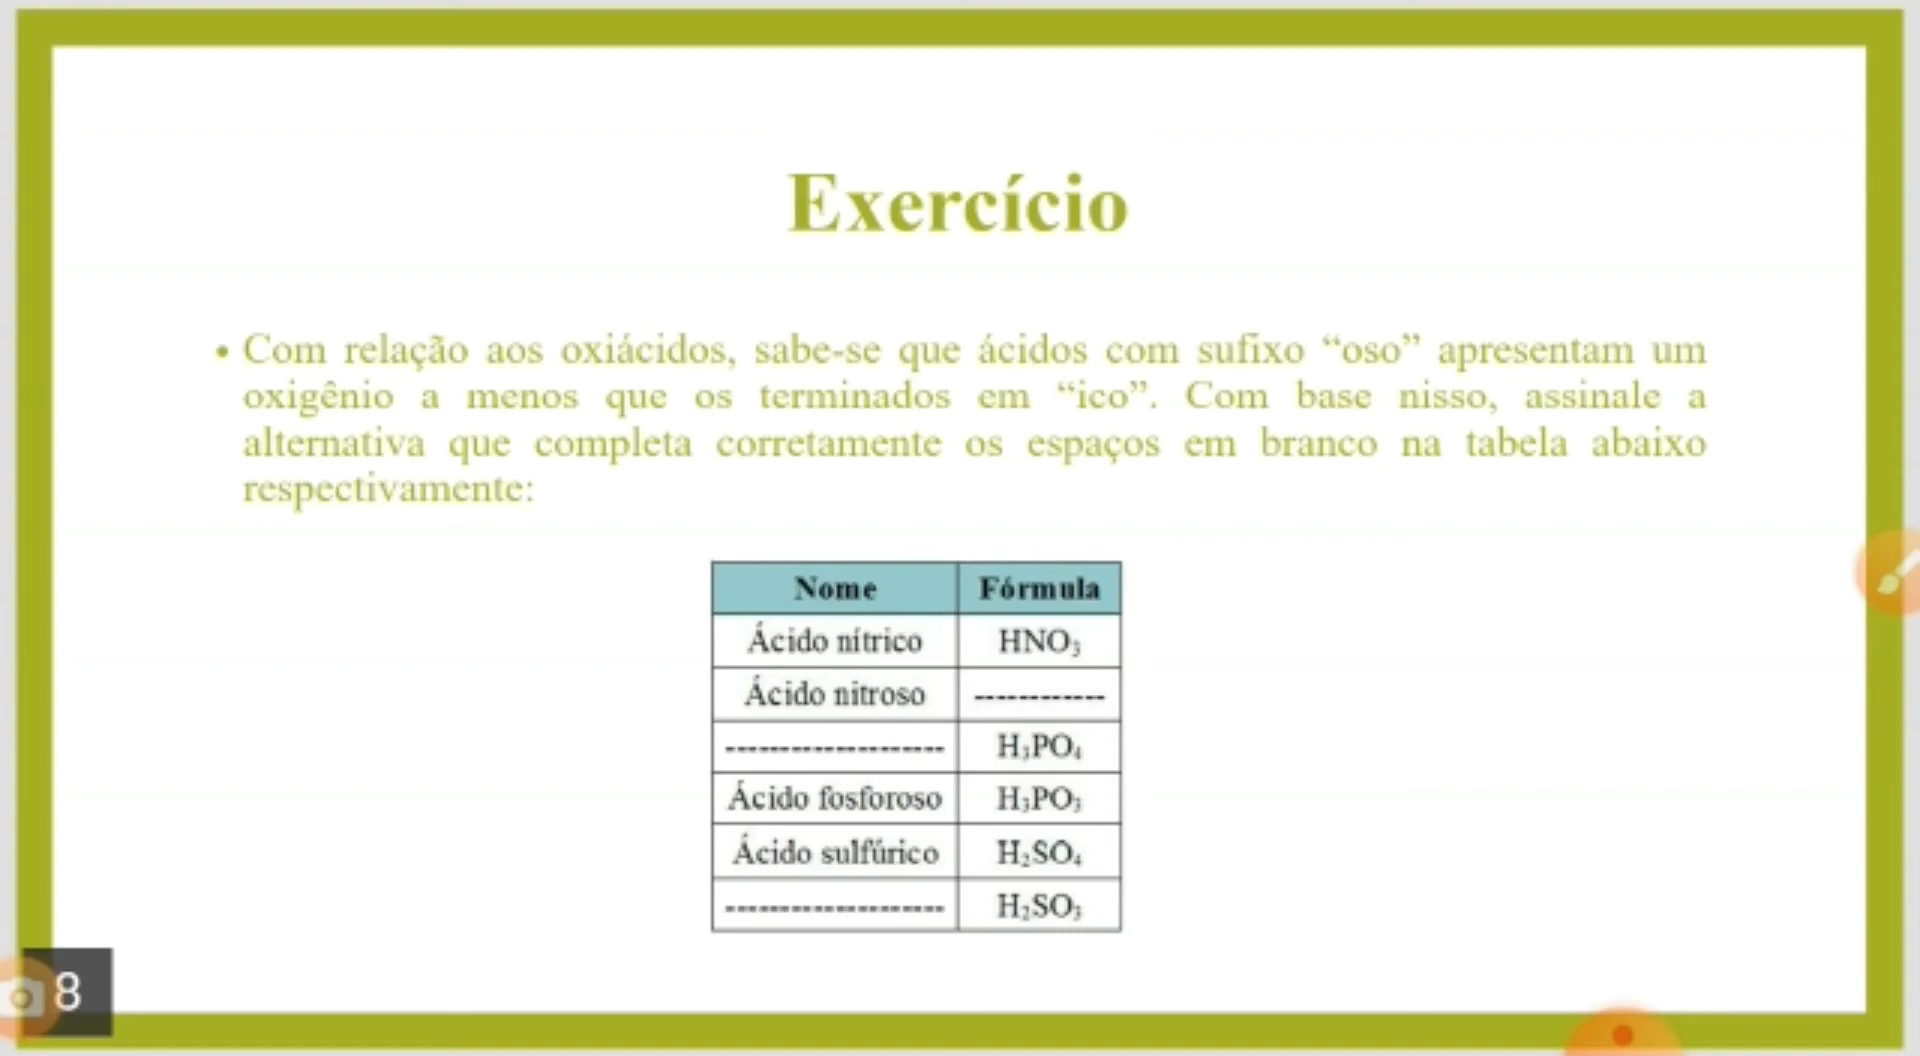 Exercício
• Com relação aos oxiácidos, sabe-se que ácidos com sufixo “oso” apresentam um
oxigênio a menos que os terminados em “ico”. Com base nisso, assinale a
alternativa que completa corretamente os espaços em branco na tabela abaixo
respectivamente:
Nome Fórmula
Ácido nítrico HNO₃
Ácido nitroso ------------
-------------------- H₃PO₄
Ácido fosforoso H₃PO₃
Ácido sulfúrico H₂SO₄
-------------------- H₂SO₃
8